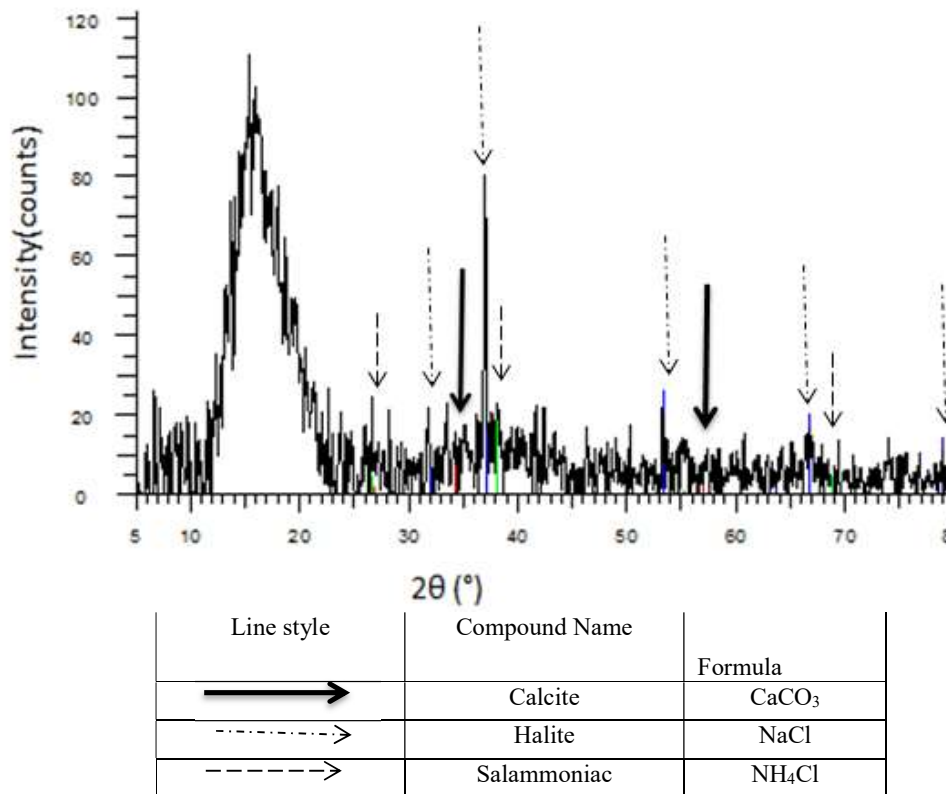 120
100
80
60
40
20
0
Intensity(counts)
5 10 20 30 40 50 60 70 8
2θ (°)
Line style Compound Name Formula
Calcite CaCO₃
Halite NaCl
Salammoniac NH₄Cl